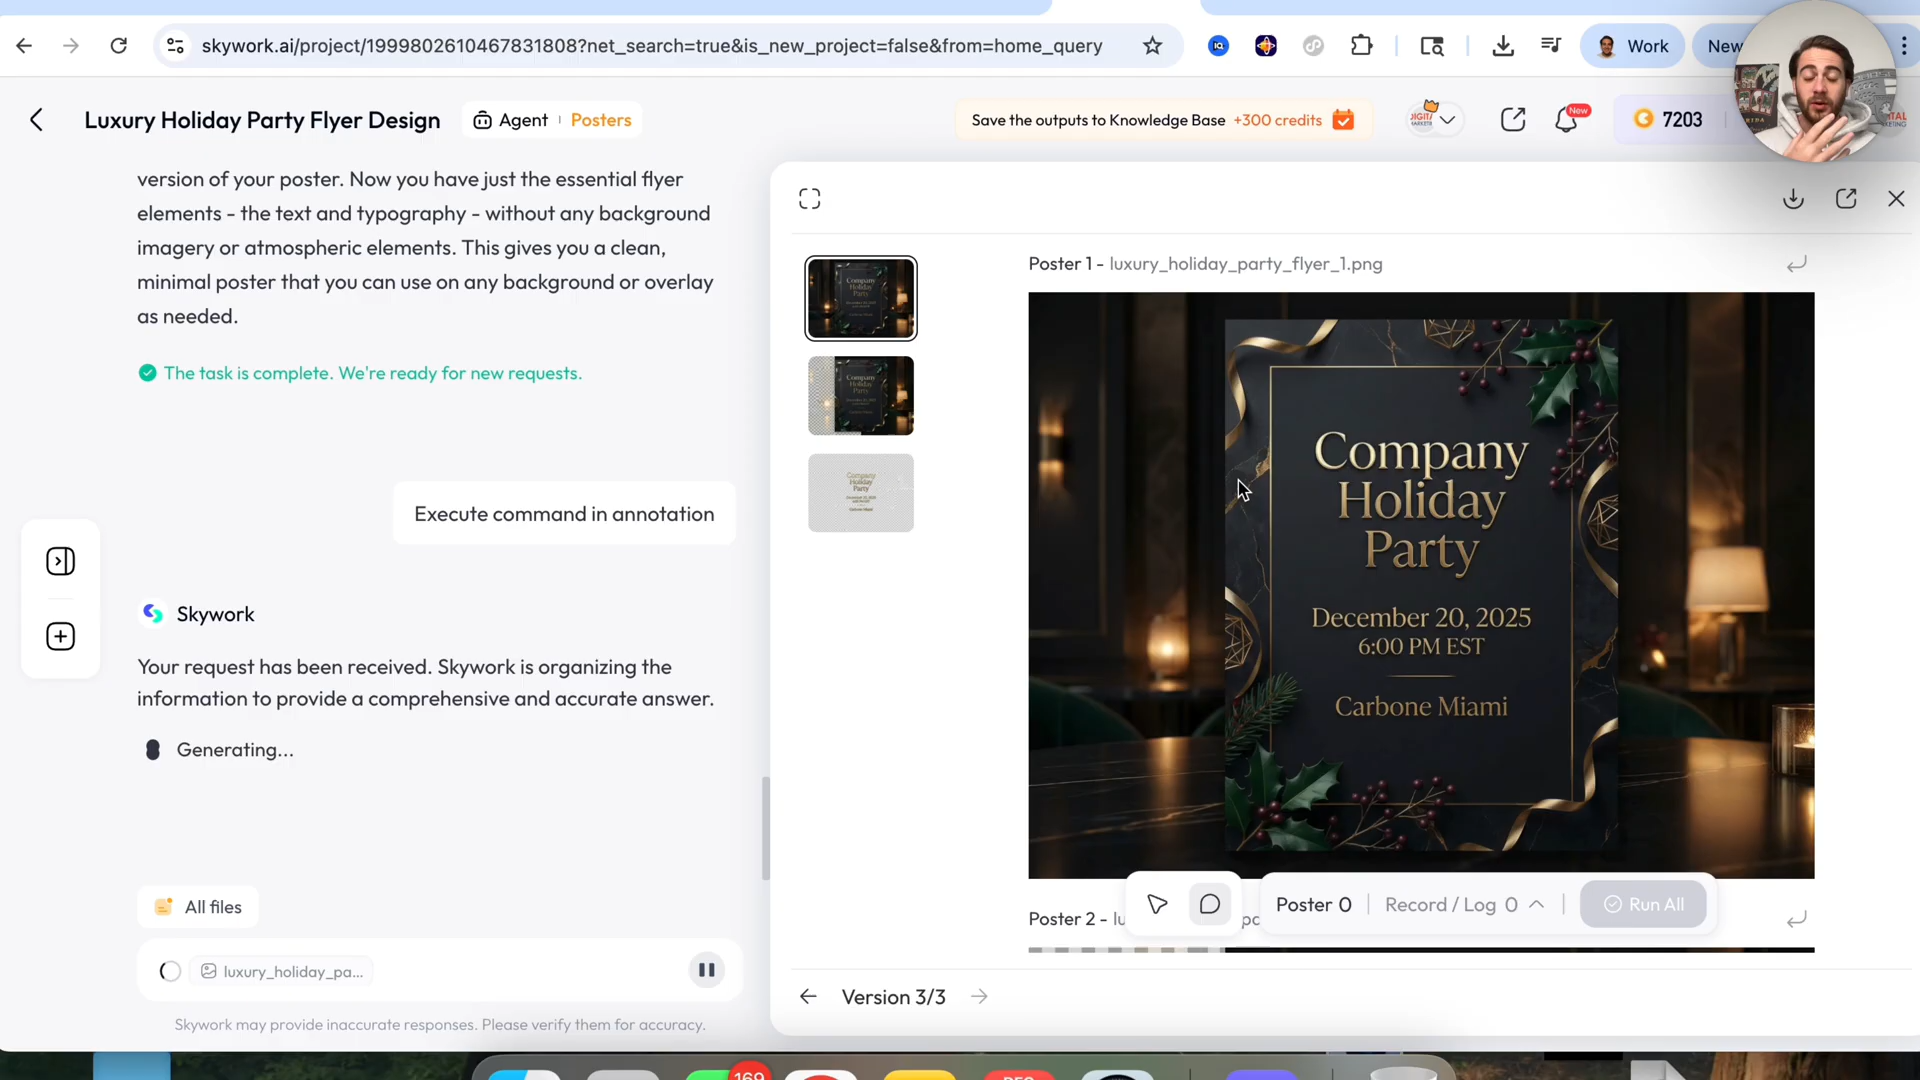 skywork.ai/project/1999802610467831808?net_search=true&is_new_project=false&from=home_query
Work
New
Luxury Holiday Party Flyer Design
Agent
Posters
Save the outputs to Knowledge Base +300 credits
New
7203
version of your poster. Now you have just the essential flyer
elements - the text and typography - without any background
imagery or atmospheric elements. This gives you a clean,
minimal poster that you can use on any background or overlay
as needed.
The task is complete. We're ready for new requests.
Execute command in annotation
Skywork
Your request has been received. Skywork is organizing the
information to provide a comprehensive and accurate answer.
Generating...
All files
luxury_holiday_pa...
Skywork may provide inaccurate responses. Please verify them for accuracy.
Poster 1 - luxury_holiday_party_flyer_1.png
Company
Holiday
Party
December 20, 2025
6:00 PM EST
Carbone Miami
Poster 0
Record / Log 0
Run All
Poster 2 - lu
Version 3/3
169